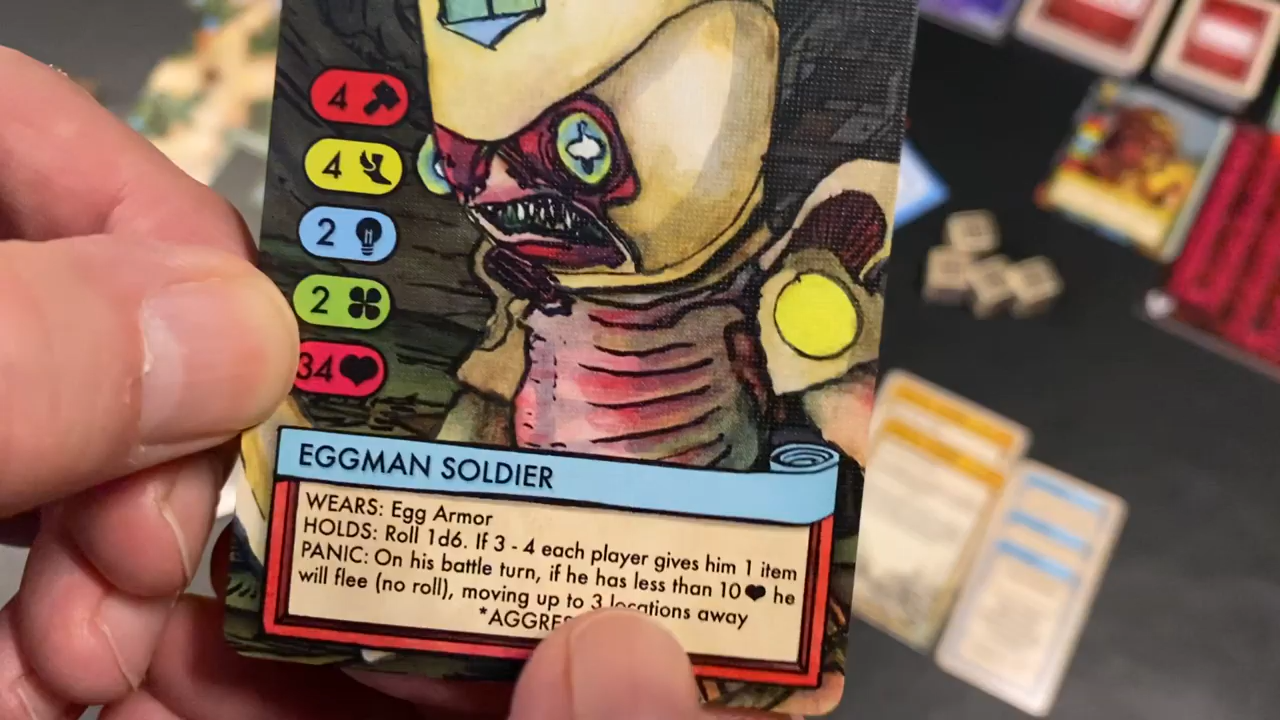 4
4
2
2
34
EGGMAN SOLDIER
WEARS: Egg Armor
HOLDS: Roll 1d6. If 3 - 4 each player gives him 1 item
PANIC: On his battle turn, if he has less than 10 he
will flee (no roll), moving up to 3 locations away